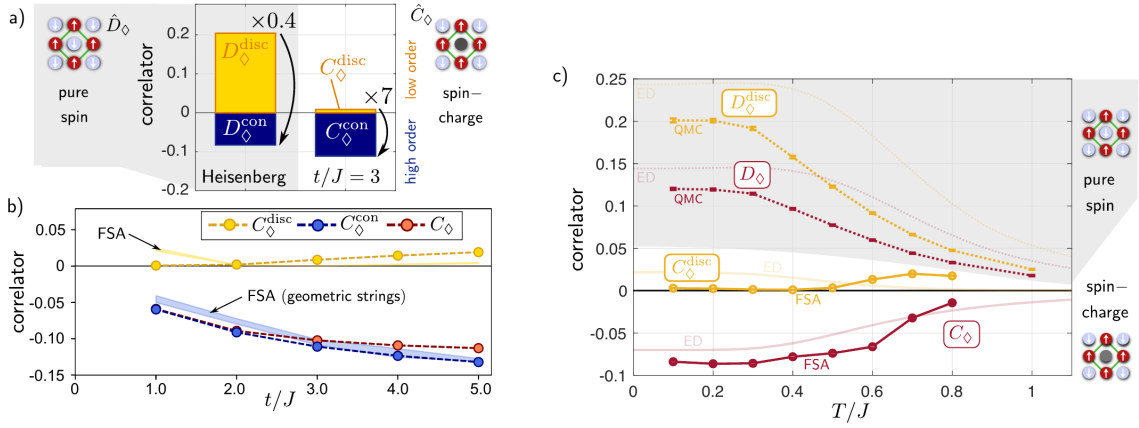 a)
D̂◇
pure
spin
correlator
0.2
0.1
0
-0.1
-0.2
×0.4
D◇^disc
D◇^con
Heisenberg
C◇^disc
×7
C◇^con
t/J = 3
low order
high order
Ĉ◇
spin−
charge
b)
correlator
0.05
0
-0.05
-0.10
-0.15
FSA
C◇^disc
C◇^con
C◇
FSA (geometric strings)
1.0
2.0
3.0
4.0
5.0
t/J
c)
correlator
0.25
0.2
0.15
0.1
0.05
0
-0.05
-0.1
ED
D◇^disc
QMC
ED
D◇
QMC
C◇^disc
ED
FSA
ED
C◇
FSA
0
0.2
0.4
0.6
0.8
1
T/J
pure
spin
spin−
charge